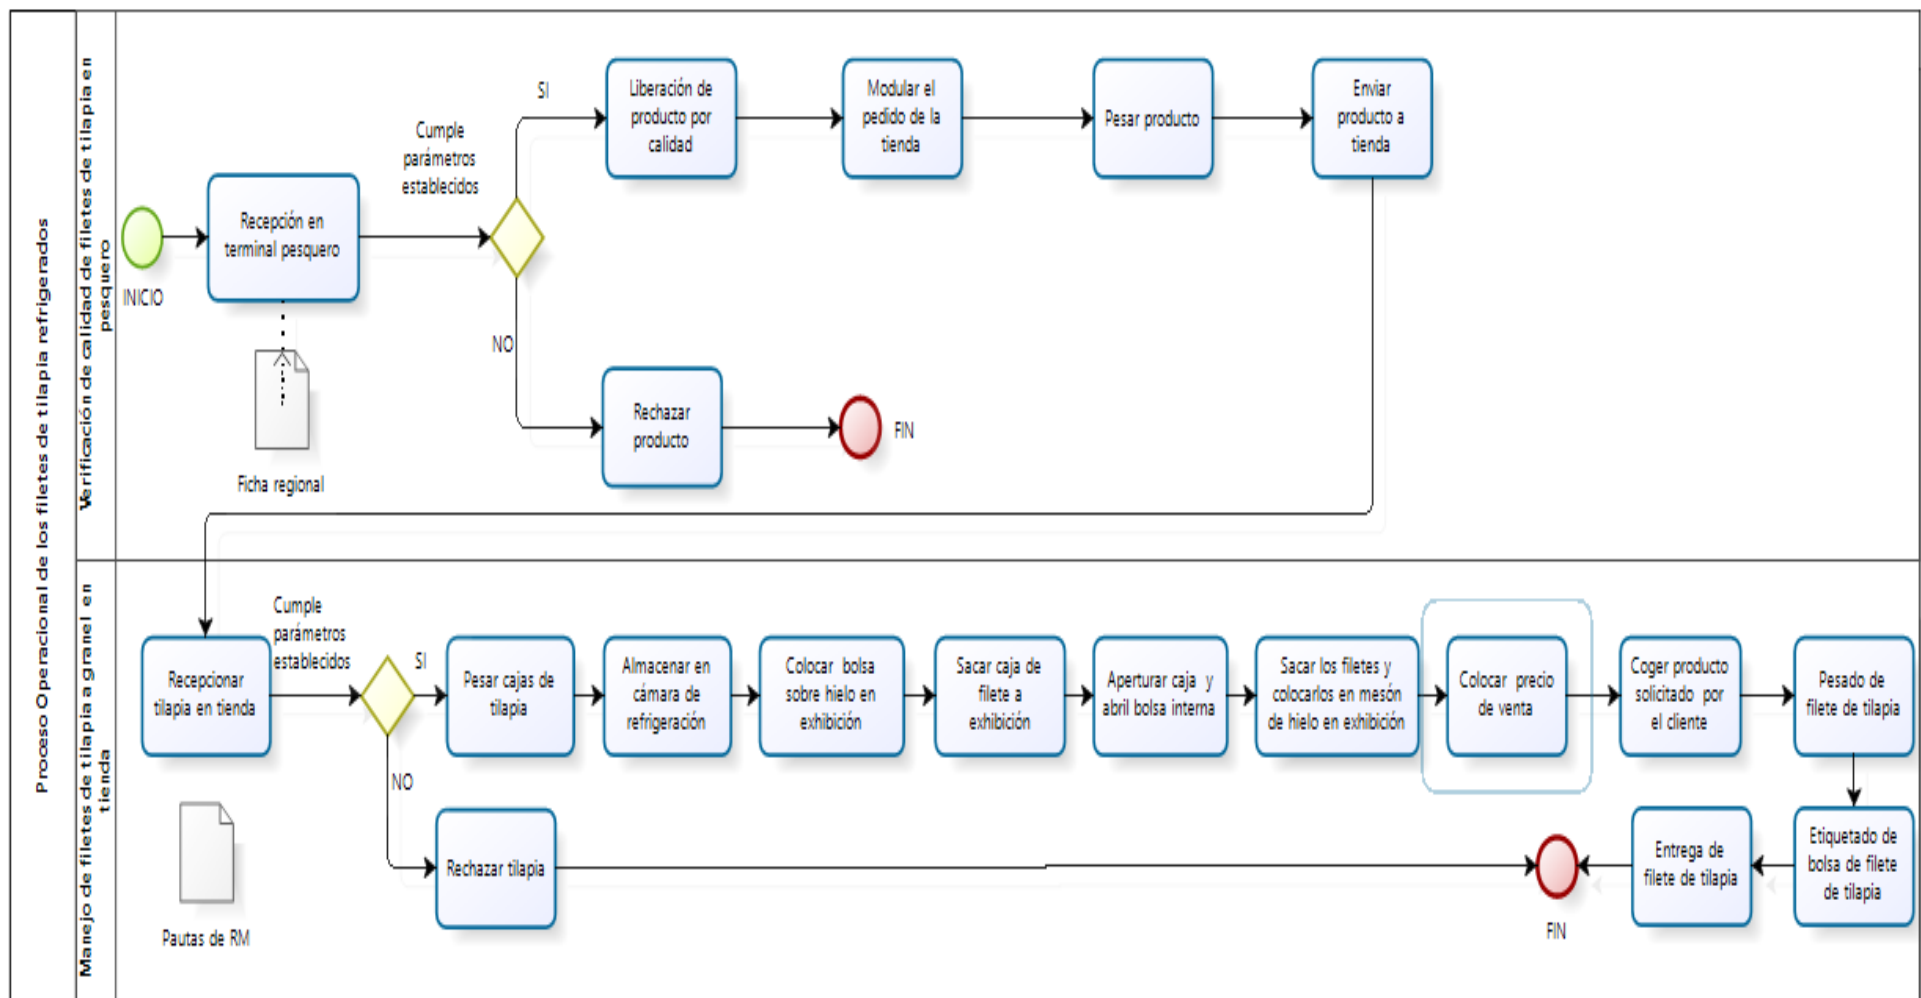 Proceso Operacional de los filetes de tilapia refrigerados
Verificación de calidad de filetes de tilapia en
pesquero
INICIO
Recepción en
terminal pesquero
Ficha regional
Cumple
parámetros
establecidos
SI
Liberación de
producto por
calidad
Modular el
pedido de la
tienda
Pesar producto
Enviar
producto a
tienda
NO
Rechazar
producto
FIN
Manejo de filetes de tilapia a granel en
tienda
Recepcionar
tilapia en tienda
Pautas de RM
Cumple
parámetros
establecidos
SI
Pesar cajas de
tilapia
Almacenar en
cámara de
refrigeración
Colocar bolsa
sobre hielo en
exhibición
Sacar caja de
filete a
exhibición
Aperturar caja y
abril bolsa interna
Sacar los filetes y
colocarlos en mesón
de hielo en exhibición
Colocar precio
de venta
Coger producto
solicitado por
el cliente
Pesado de
filete de tilapia
NO
Rechazar tilapia
FIN
Entrega de
filete de tilapia
Etiquetado de
bolsa de filete
de tilapia